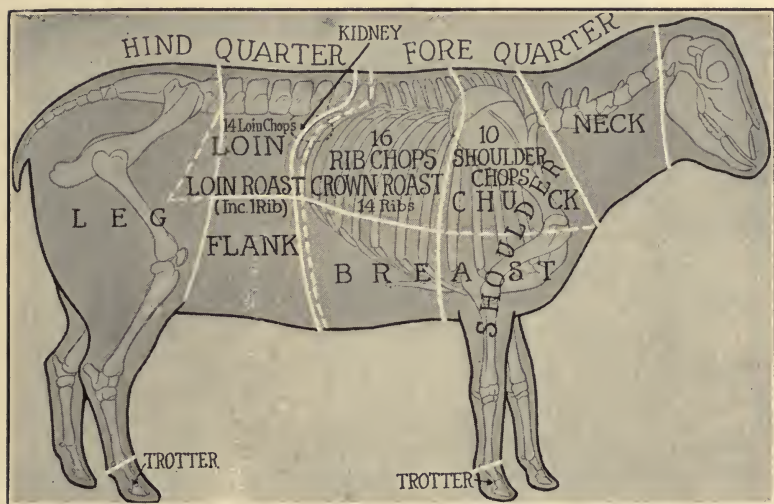 HIND QUARTER FORE QUARTER
KIDNEY
NECK
14 Loin Chops
LOIN
LOIN ROAST
(Inc. 1 Rib)
16
RIB CHOPS
CROWN ROAST
14 Ribs
10
SHOULDER
CHOPS
CHUCK
SHOULDER
LEG
FLANK
BREAST
TROTTER
TROTTER